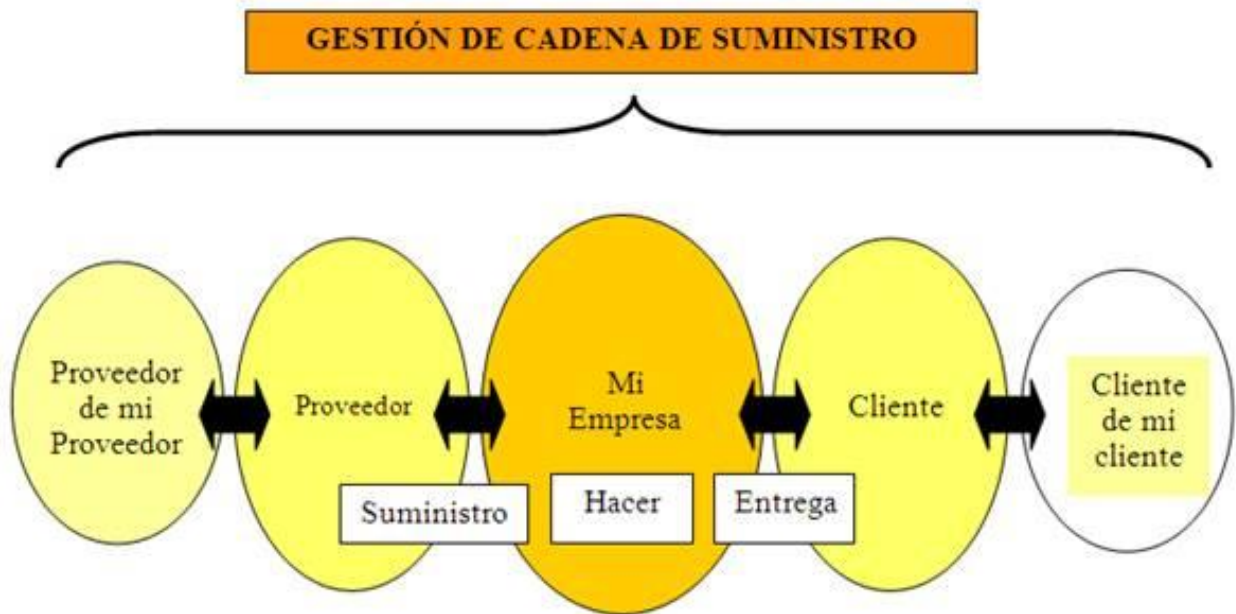 GESTIÓN DE CADENA DE SUMINISTRO
Proveedor
de mi
Proveedor
Proveedor
Mi
Empresa
Cliente
Cliente
de mi
cliente
Suministro
Hacer
Entrega